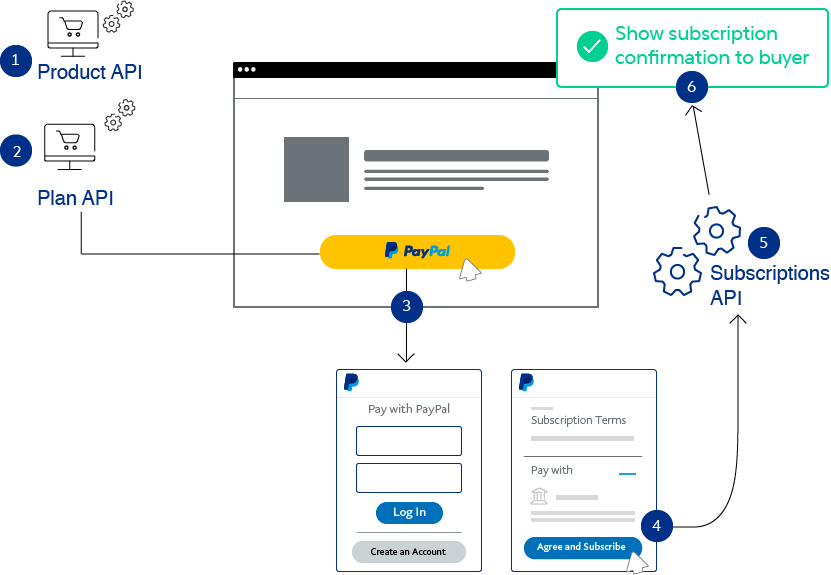 1
Product API
2
Plan API
Show subscription
confirmation to buyer
6
PayPal
3
5
Subscriptions
API
Pay with PayPal
Log In
Create an Account
Subscription Terms
Pay with
4
Agree and Subscribe